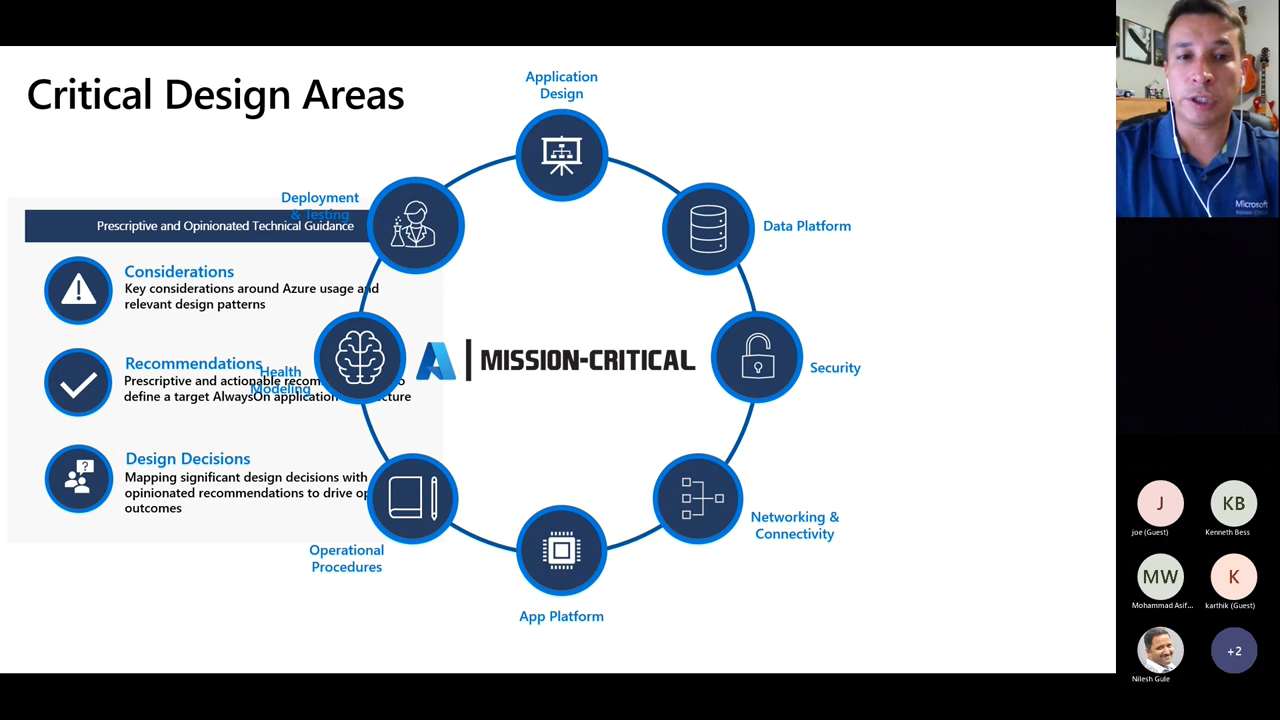 Critical Design Areas
Application
Design
Deployment
& Testing
Data Platform
Prescriptive and Opinionated Technical Guidance
Considerations
Key considerations around Azure usage and
relevant design patterns
MISSION-CRITICAL
Security
Recommendations
Health
Modeling
Prescriptive and actionable
define a target AlwaysOn application
Design Decisions
Mapping significant design decisions with
opinionated recommendations to drive
outcomes
Networking &
Connectivity
Operational
Procedures
App Platform
Microsoft
J
joe (Guest)
KB
Kenneth Bess
MW
Mohammad Asif...
K
karthik (Guest)
Nilesh Gule
+2